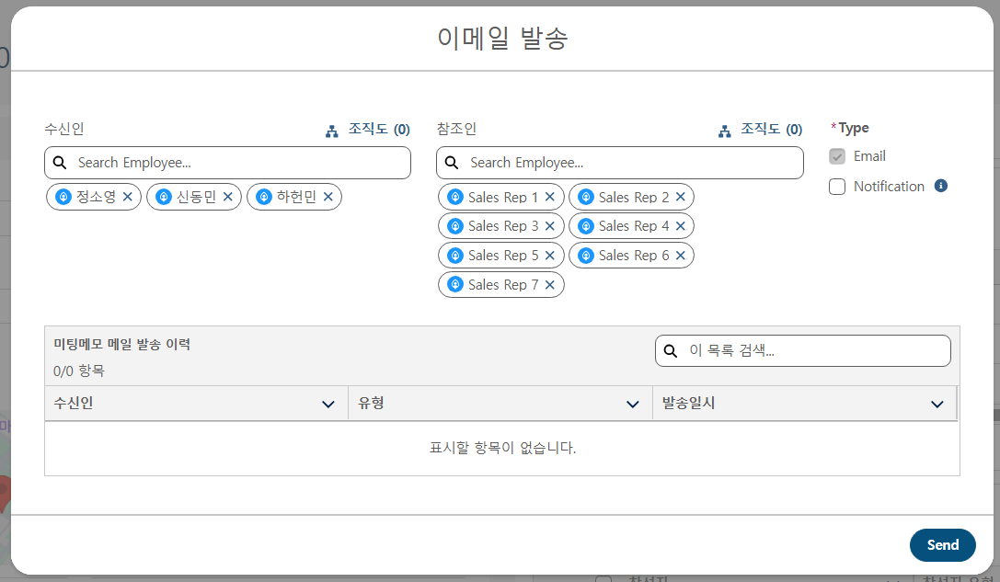 이메일 발송
수신인
조직도 (0)
Search Employee...
정소영 신동민 하헌민
참조인
조직도 (0)
Search Employee...
Sales Rep 1 Sales Rep 2
Sales Rep 3 Sales Rep 4
Sales Rep 5 Sales Rep 6
Sales Rep 7
*Type
Email
Notification
미팅메모 메일 발송 이력
0/0 항목
이 목록 검색...
수신인 유형 발송일시
표시할 항목이 없습니다.
Send